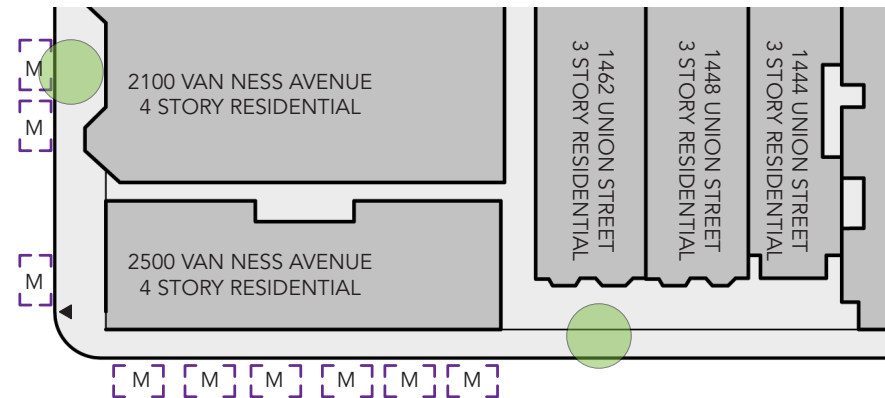 M
M
M
2100 VAN NESS AVENUE
4 STORY RESIDENTIAL
2500 VAN NESS AVENUE
4 STORY RESIDENTIAL
1462 UNION STREET
3 STORY RESIDENTIAL
1448 UNION STREET
3 STORY RESIDENTIAL
1444 UNION STREET
3 STORY RESIDENTIAL
M M M M M M